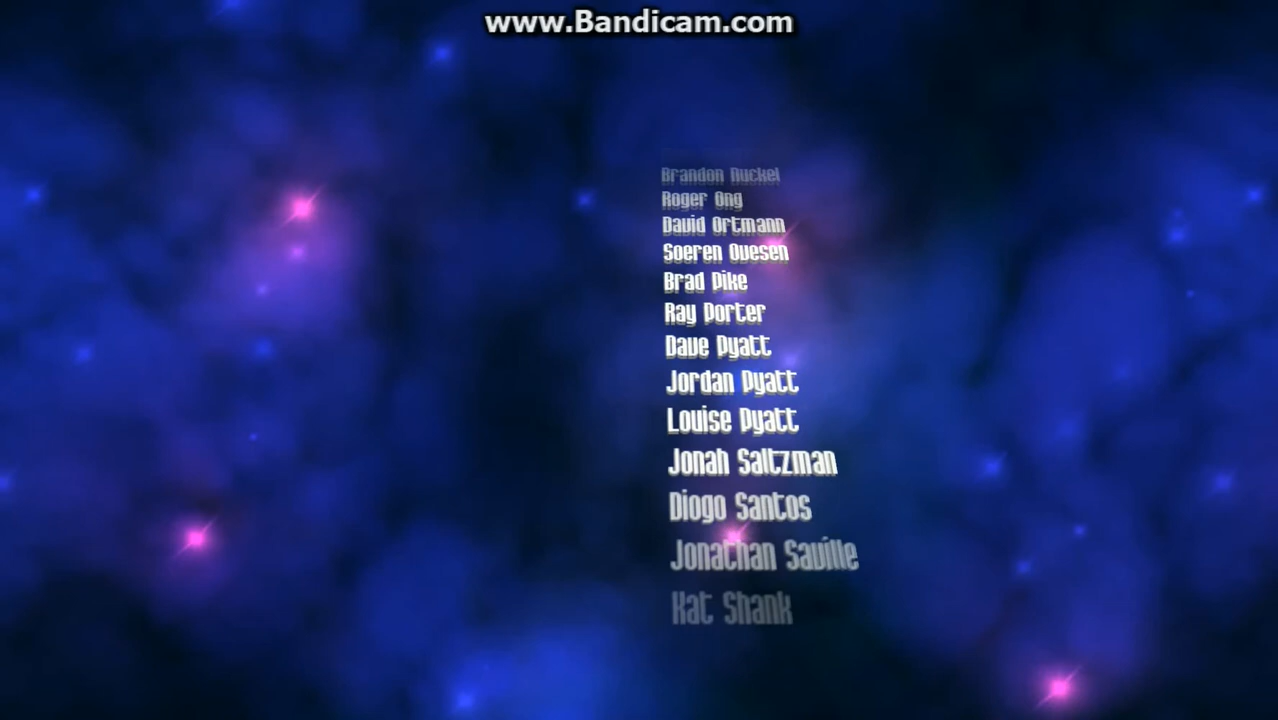 www.Bandicam.com
Brandon Nuckel
Roger Ong
David Ortmann
Soeren Ovesen
Brad Pike
Ray Porter
Dave Pyatt
Jordan Pyatt
Louise Pyatt
Jonah Saltzman
Diogo Santos
Jonathan Saville
Kat Shank